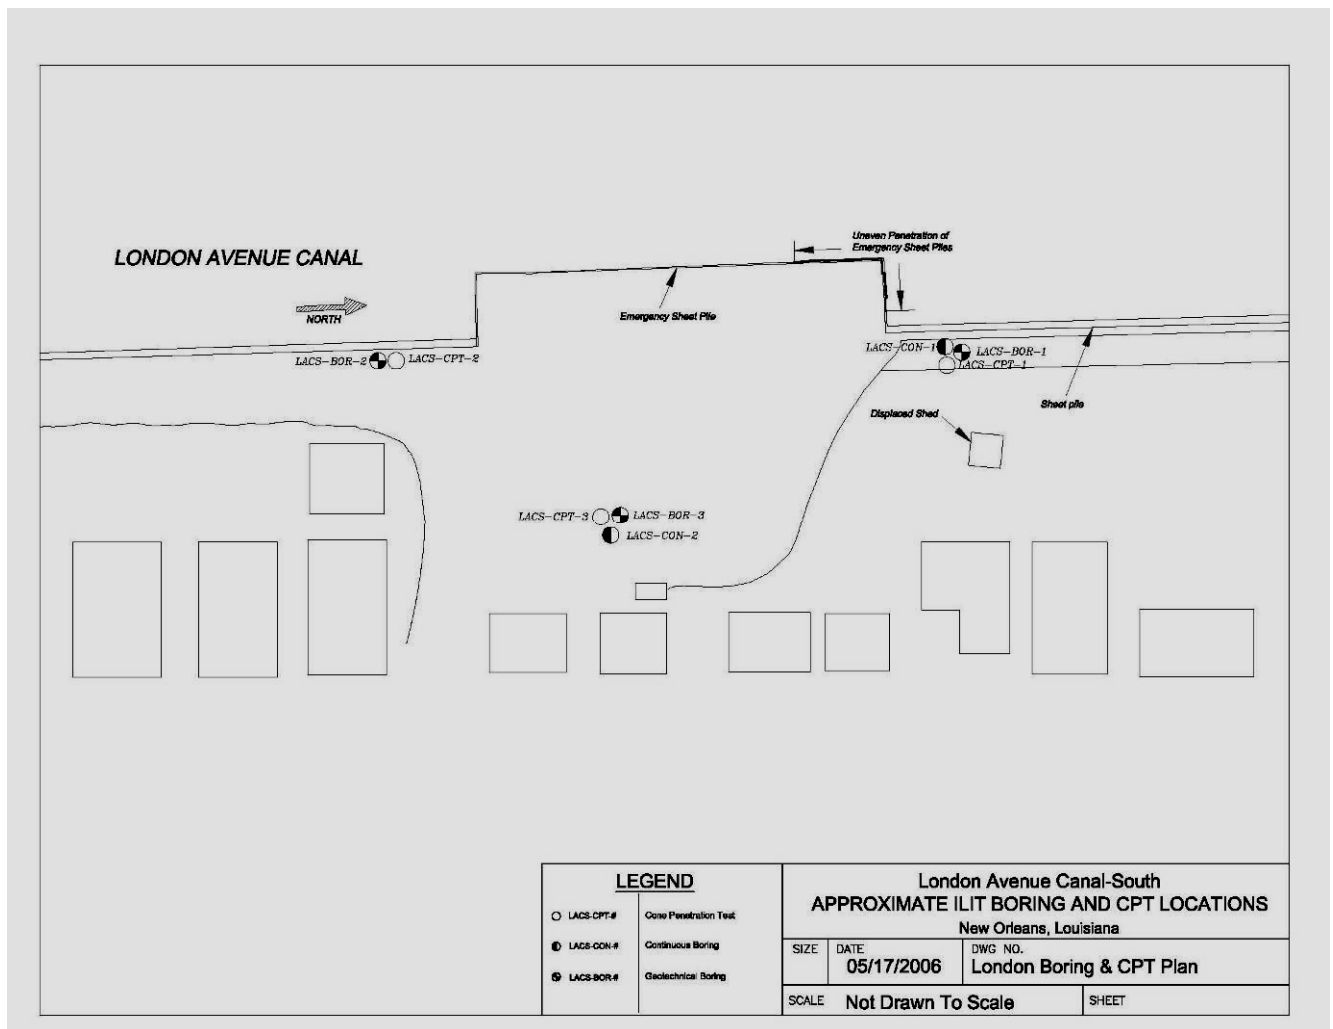 Uneven Penetration of
Emergency Sheet Piles
LONDON AVENUE CANAL
NORTH
Emergency Sheet Pile
LACS-BOR-2
LACS-CPT-2
LACS-CON-1
LACS-BOR-1
LACS-CPT-1
Sheet pile
Displaced Shed
LACS-CPT-3
LACS-BOR-3
LACS-CON-2
LEGEND
LACS-CPT-# Cone Penetration Test
LACS-CON-# Continuous Boring
LACS-BOR-# Geotechnical Boring
London Avenue Canal-South
APPROXIMATE ILIT BORING AND CPT LOCATIONS
New Orleans, Louisiana
SIZE
DATE
05/17/2006
DWG NO.
London Boring & CPT Plan
SCALE Not Drawn To Scale
SHEET